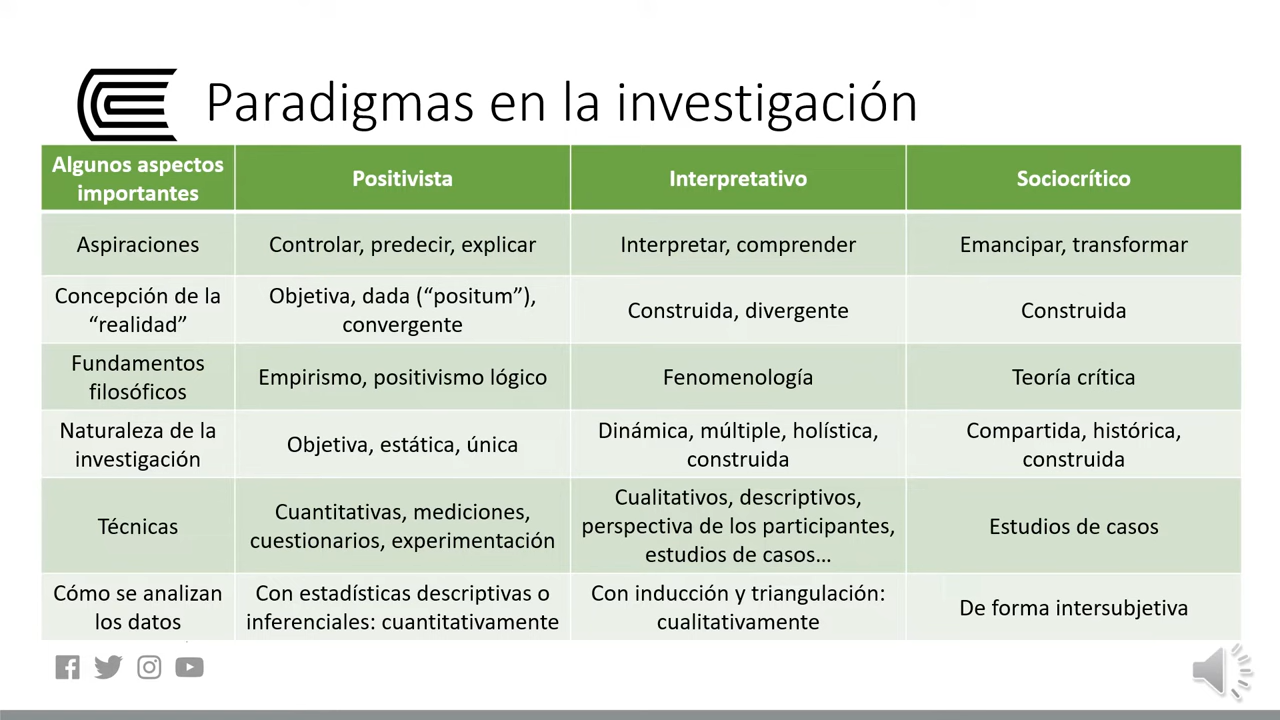 Paradigmas en la investigación
Algunos aspectos
importantes
Positivista
Interpretativo
Sociocrítico
Aspiraciones
Controlar, predecir, explicar
Interpretar, comprender
Emancipar, transformar
Concepción de la
“realidad”
Objetiva, dada (“positum”),
convergente
Construida, divergente
Construida
Fundamentos
filosóficos
Empirismo, positivismo lógico
Fenomenología
Teoría crítica
Naturaleza de la
investigación
Objetiva, estática, única
Dinámica, múltiple, holística,
construida
Compartida, histórica,
construida
Técnicas
Cuantitativas, mediciones,
cuestionarios, experimentación
Cualitativos, descriptivos,
perspectiva de los participantes,
estudios de casos…
Estudios de casos
Cómo se analizan
los datos
Con estadísticas descriptivas o
inferenciales: cuantitativamente
Con inducción y triangulación:
cualitativamente
De forma intersubjetiva